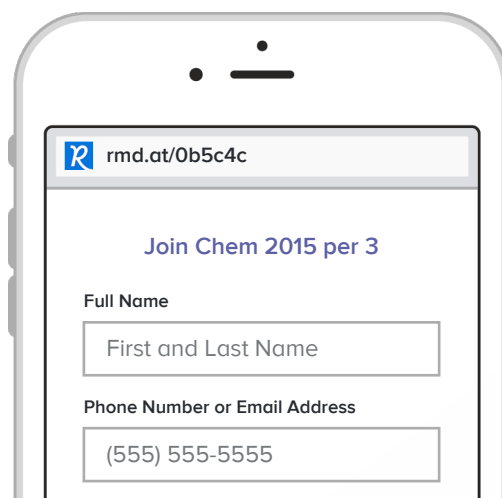 rmd.at/0b5c4c
Join Chem 2015 per 3
Full Name
First and Last Name
Phone Number or Email Address
(555) 555-5555